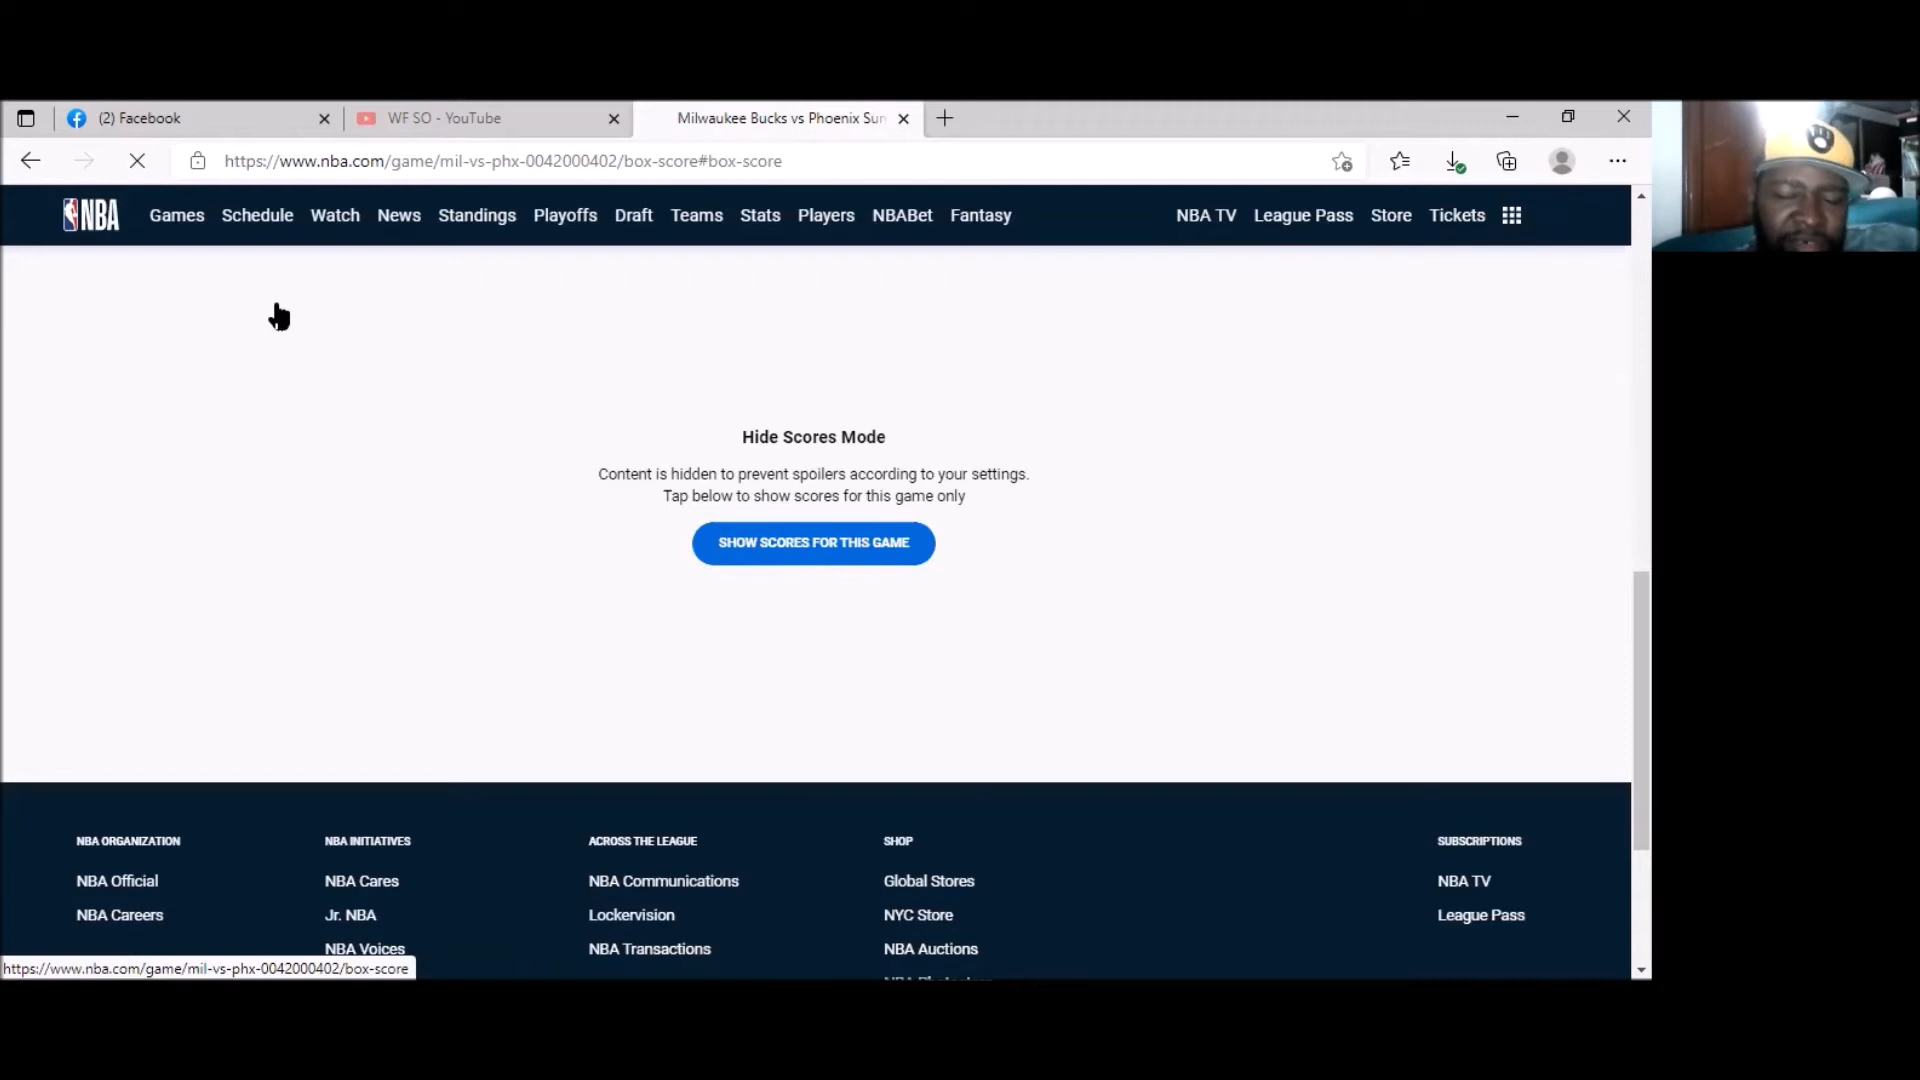 (2) Facebook
WF SO - YouTube
Milwaukee Bucks vs Phoenix Sun
https://www.nba.com/game/mil-vs-phx-0042000402/box-score#box-score
NBA
Games Schedule Watch News Standings Playoffs Draft Teams Stats Players NBABet Fantasy
NBA TV League Pass Store Tickets
Hide Scores Mode
Content is hidden to prevent spoilers according to your settings.
Tap below to show scores for this game only
SHOW SCORES FOR THIS GAME
NBA ORGANIZATION
NBA Official
NBA Careers
NBA INITIATIVES
NBA Cares
Jr. NBA
NBA Voices
ACROSS THE LEAGUE
NBA Communications
Lockervision
NBA Transactions
SHOP
Global Stores
NYC Store
NBA Auctions
SUBSCRIPTIONS
NBA TV
League Pass
https://www.nba.com/game/mil-vs-phx-0042000402/box-score